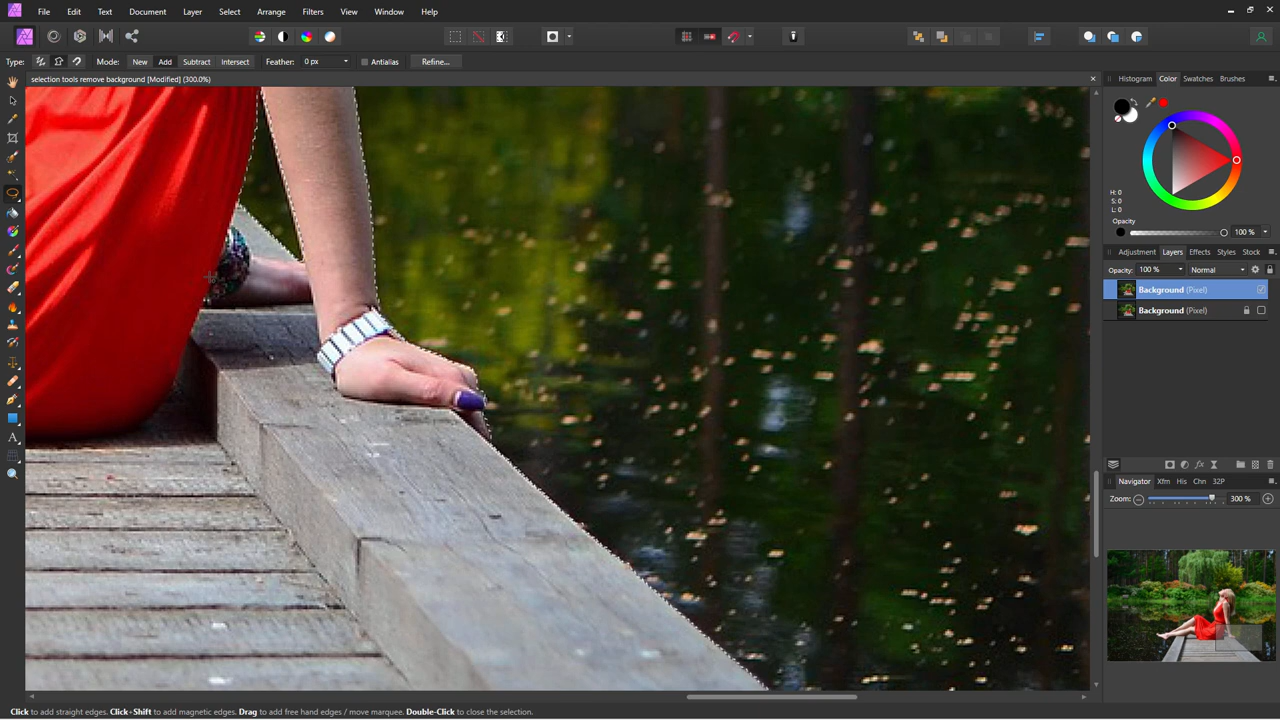 File Edit Text Document Layer Select Arrange Filters View Window Help
Type: Mode: New Add Subtract Intersect Feather: 0 px Antialias Refine...
selection tools remove background [Modified] (300.0%)
Histogram Color Swatches Brushes
H: 0
S: 0
L: 0
Opacity
100 %
Adjustment Layers Effects Styles Stock
Opacity: 100 % Normal
Background (Pixel)
Background (Pixel)
Navigator Xfm His Chn 32P
Zoom: 300 %
Click to add straight edges. Click+Shift to add magnetic edges. Drag to add free hand edges / move marquee. Double-Click to close the selection.